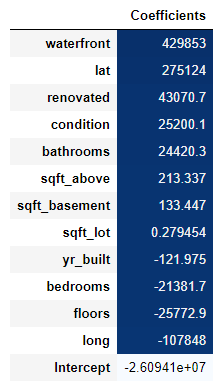 Coefficients
waterfront 429853
lat 275124
renovated 43070.7
condition 25200.1
bathrooms 24420.3
sqft_above 213.337
sqft_basement 133.447
sqft_lot 0.279454
yr_built -121.975
bedrooms -21381.7
floors -25772.9
long -107848
Intercept -2.60941e+07